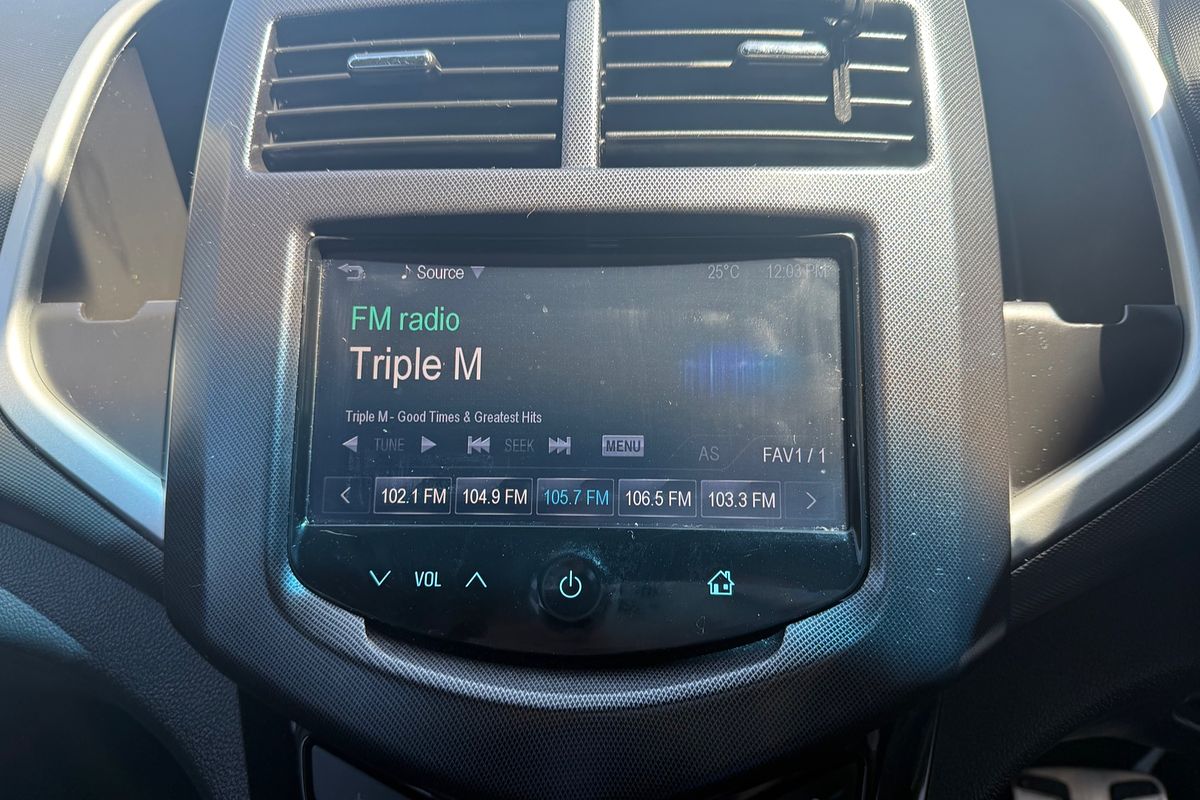 Source 25°C 12:03 PM
FM radio
Triple M
Triple M - Good Times & Greatest Hits
TUNE SEEK MENU AS FAV1 / 1
102.1 FM 104.9 FM 105.7 FM 106.5 FM 103.3 FM
VOL